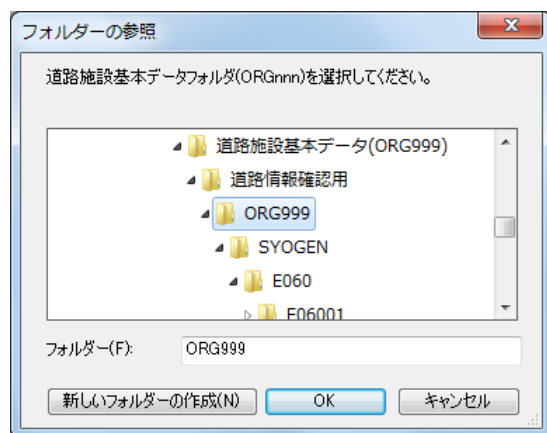 フォルダーの参照
道路施設基本データフォルダ(ORGnnn)を選択してください。
道路施設基本データ(ORG999)
道路情報確認用
ORG999
SYOGEN
E060
E06001
フォルダー(F): ORG999
新しいフォルダーの作成(N) OK キャンセル